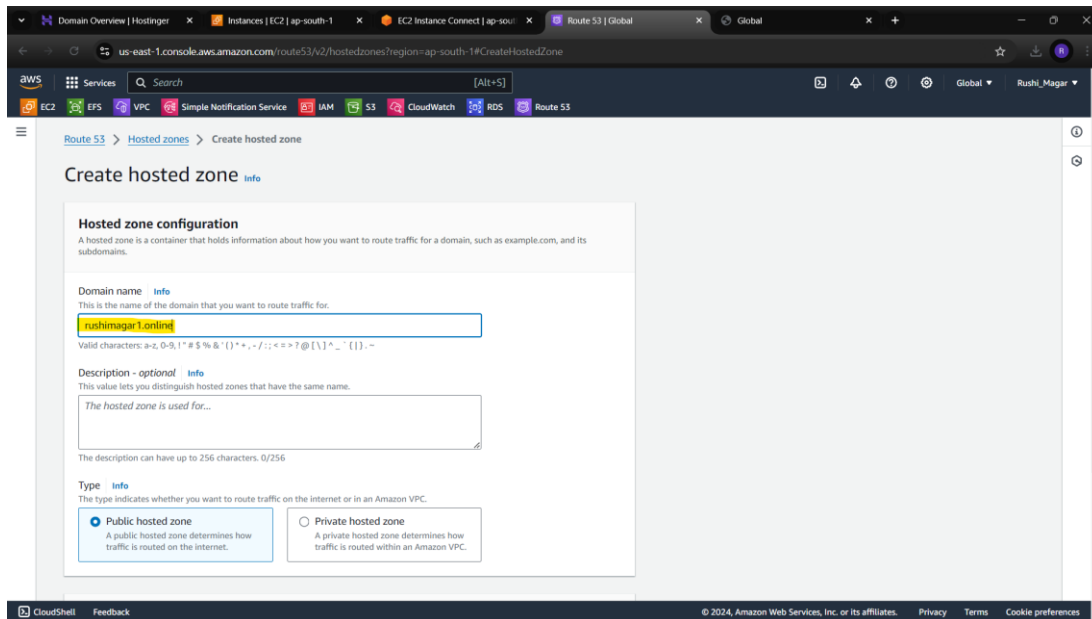 Domain Overview | Hostinger
Instances | EC2 | ap-south-1
EC2 Instance Connect | ap-sout
Route 53 | Global
Global
us-east-1.console.aws.amazon.com/route53/v2/hostedzones?region=ap-south-1#CreateHostedZone
R
aws
Services
Search
[Alt+S]
Global
Rushi_Magar
EC2
EFS
VPC
Simple Notification Service
IAM
S3
CloudWatch
RDS
Route 53
Route 53 > Hosted zones > Create hosted zone
Create hosted zone Info
Hosted zone configuration
A hosted zone is a container that holds information about how you want to route traffic for a domain, such as example.com, and its
subdomains.
Domain name Info
This is the name of the domain that you want to route traffic for.
rushimagar1.online
Valid characters: a-z, 0-9, ! " # $ % & ' ( ) * + , - / : ; < = > ? @ [ \ ] ^ _ ` { | } . ~
Description - optional Info
This value lets you distinguish hosted zones that have the same name.
The hosted zone is used for...
The description can have up to 256 characters. 0/256
Type Info
The type indicates whether you want to route traffic on the internet or in an Amazon VPC.
Public hosted zone
A public hosted zone determines how
traffic is routed on the internet.
Private hosted zone
A private hosted zone determines how
traffic is routed within an Amazon VPC.
CloudShell
Feedback
© 2024, Amazon Web Services, Inc. or its affiliates.
Privacy
Terms
Cookie preferences